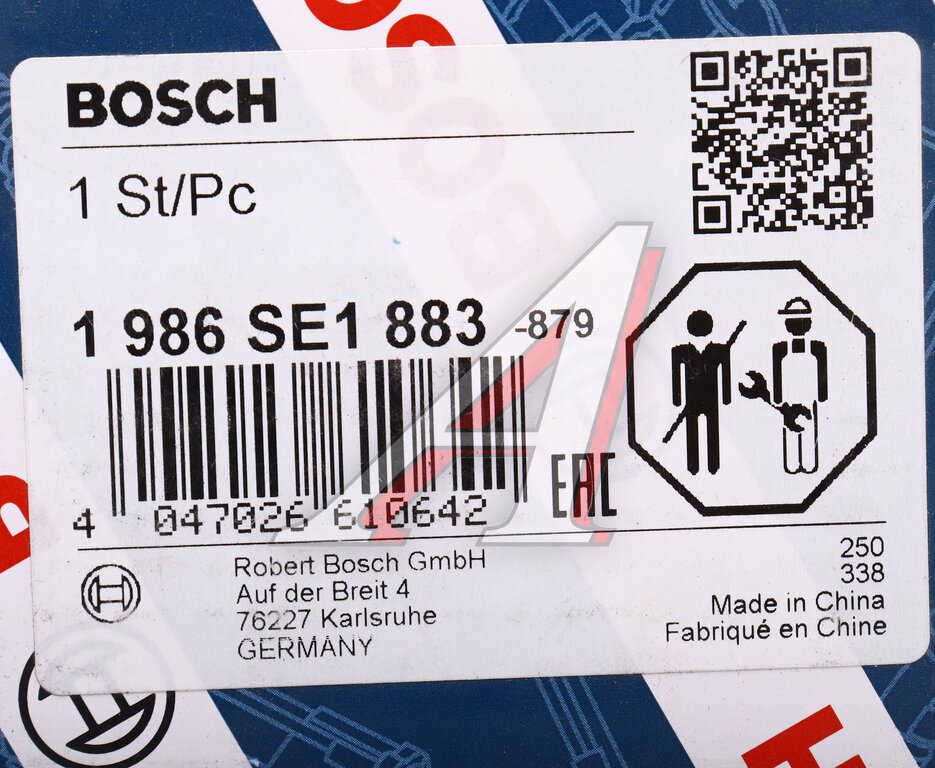 BOSCH
1 St/Pc
1 986 SE1 883 -879
4 047026 610642
EAC
Robert Bosch GmbH
Auf der Breit 4
76227 Karlsruhe
GERMANY
250
338
Made in China
Fabriqué en Chine